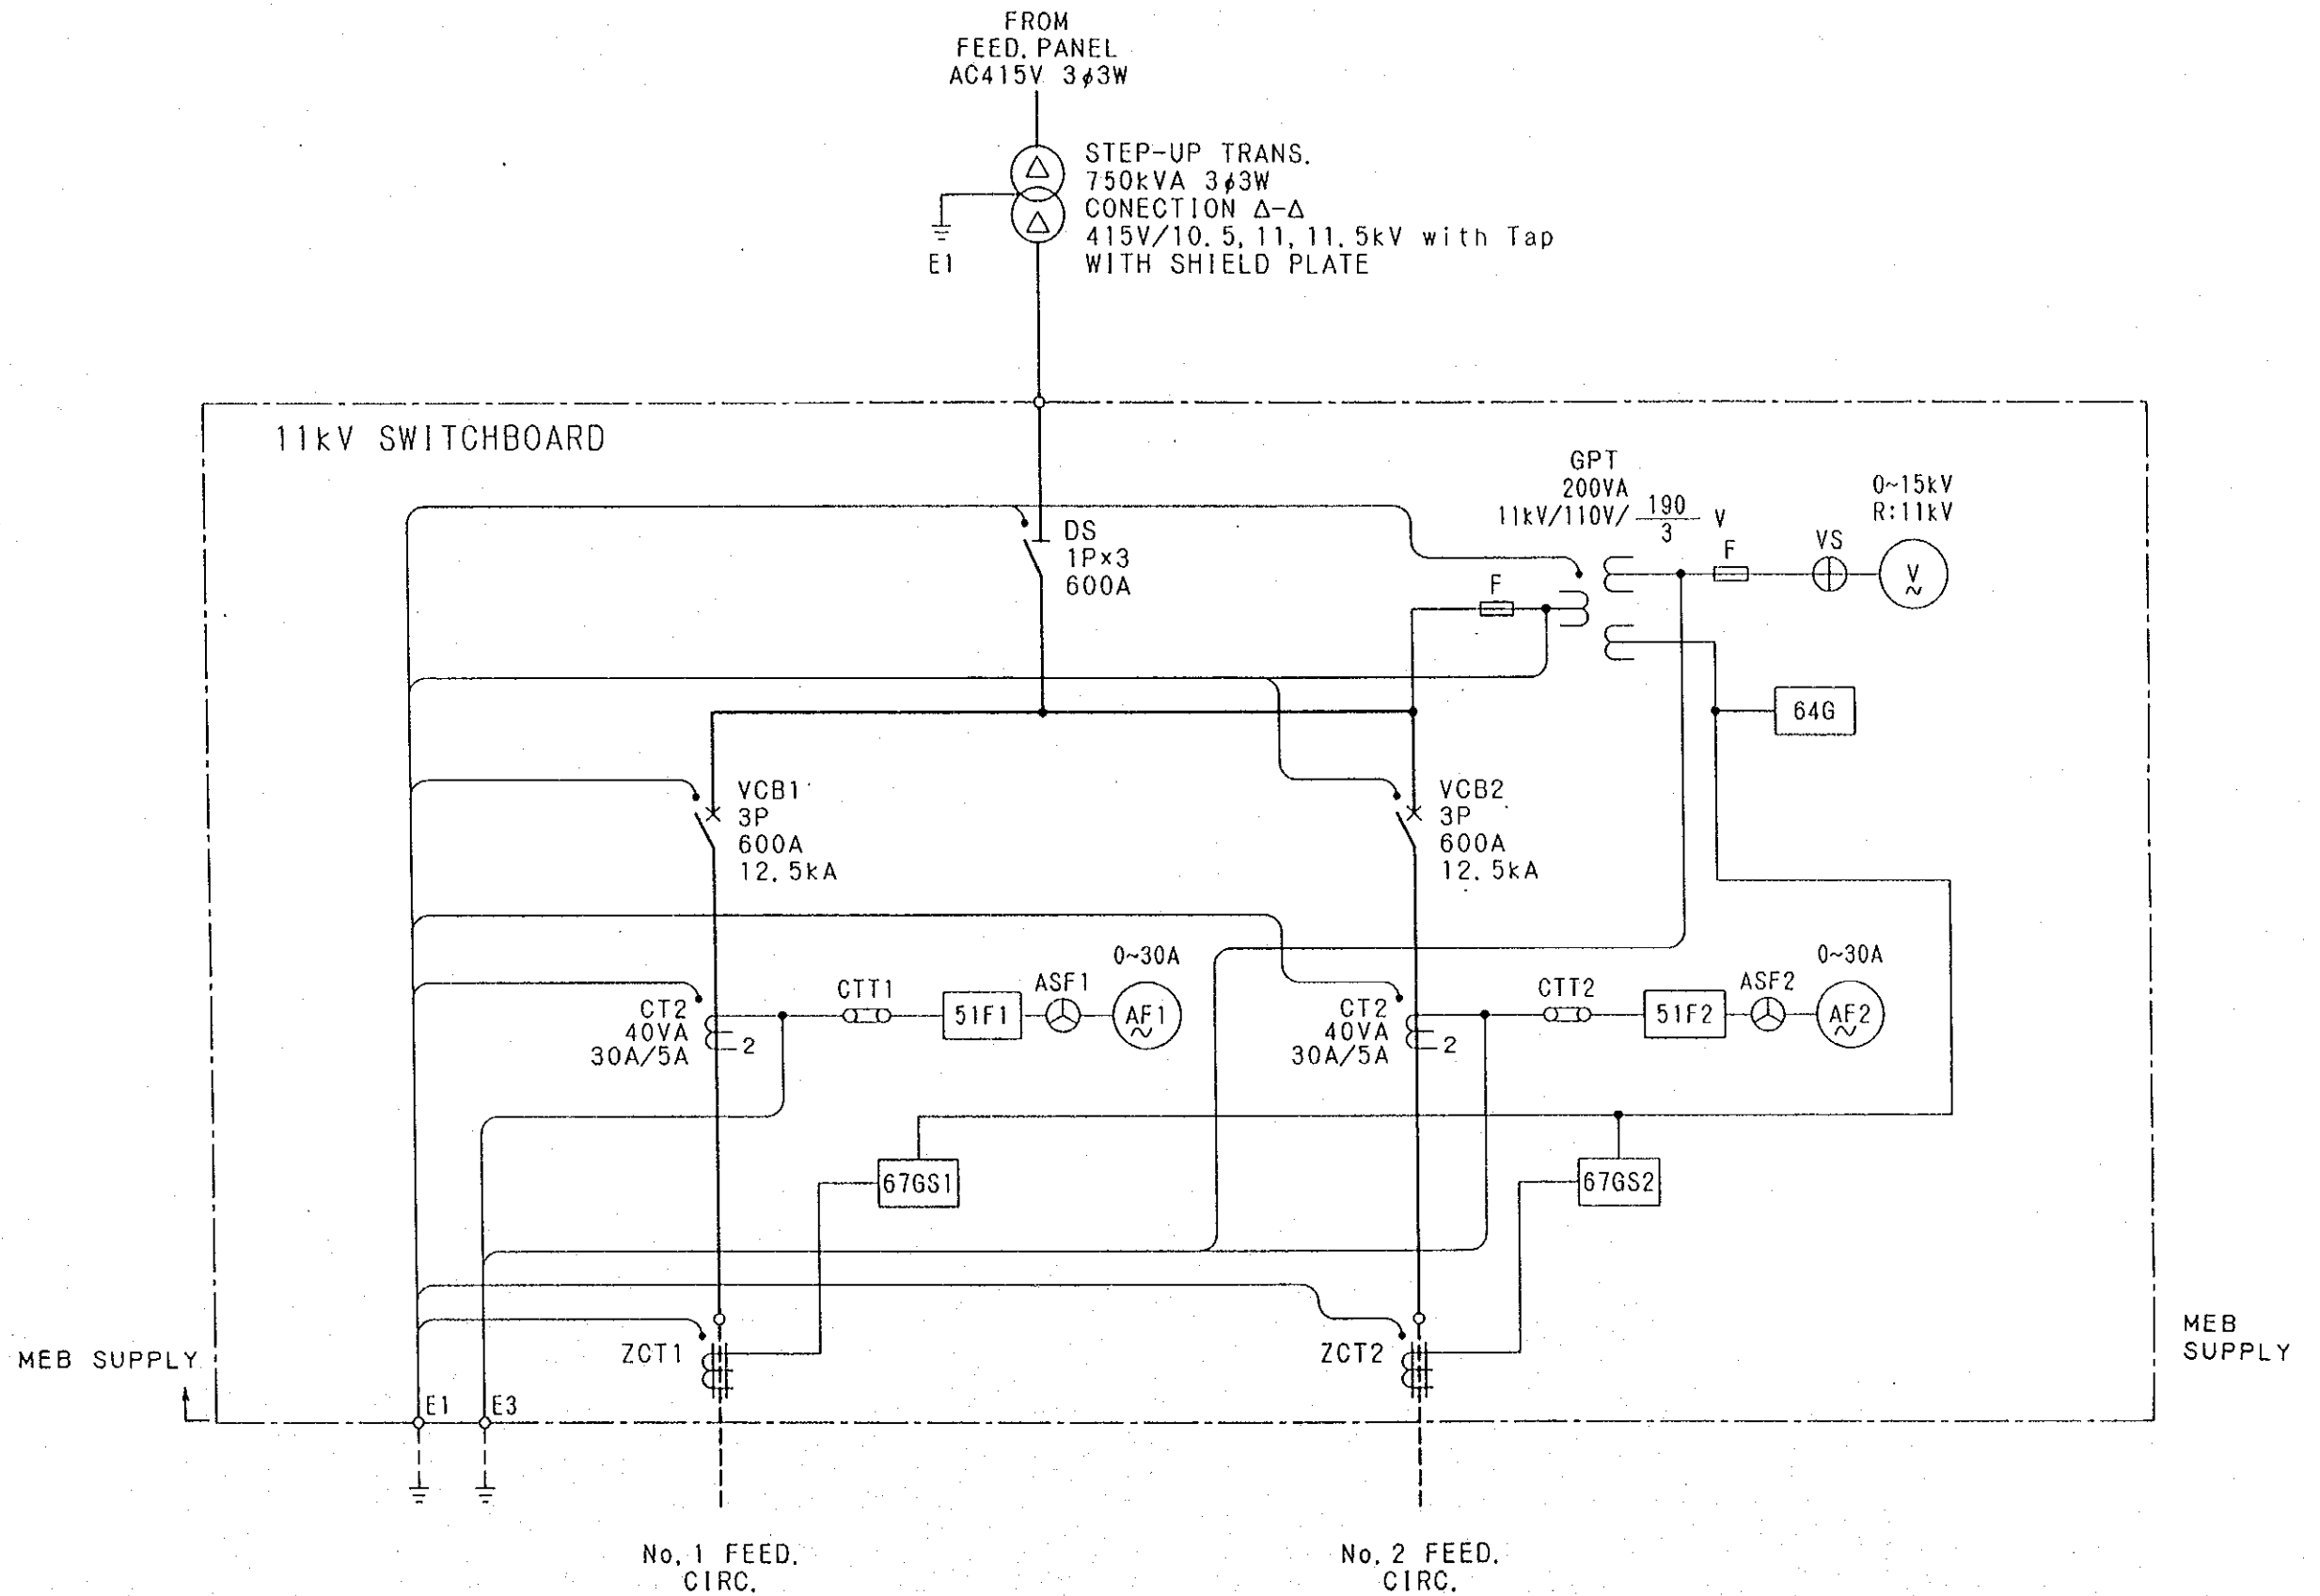 FROM
FEED. PANEL
AC415V 3φ3W
STEP-UP TRANS.
750kVA 3φ3W
CONECTION Δ-Δ
415V/10.5, 11, 11.5kV with Tap
WITH SHIELD PLATE
E1
11kV SWITCHBOARD
GPT
200VA
11kV/110V/ 190/3 V
0~15kV
R:11kV
DS
1P×3
600A
F
F
VS
V
~
64G
VCB1
3P
600A
12.5kA
VCB2
3P
600A
12.5kA
CT2
40VA
30A/5A
2
CTT1
51F1
ASF1
0~30A
AF1
~
CT2
40VA
30A/5A
2
CTT2
51F2
ASF2
0~30A
AF2
~
67GS1
67GS2
ZCT1
ZCT2
MEB SUPPLY
MEB
SUPPLY
E1
E3
No. 1 FEED.
CIRC.
No. 2 FEED.
CIRC.